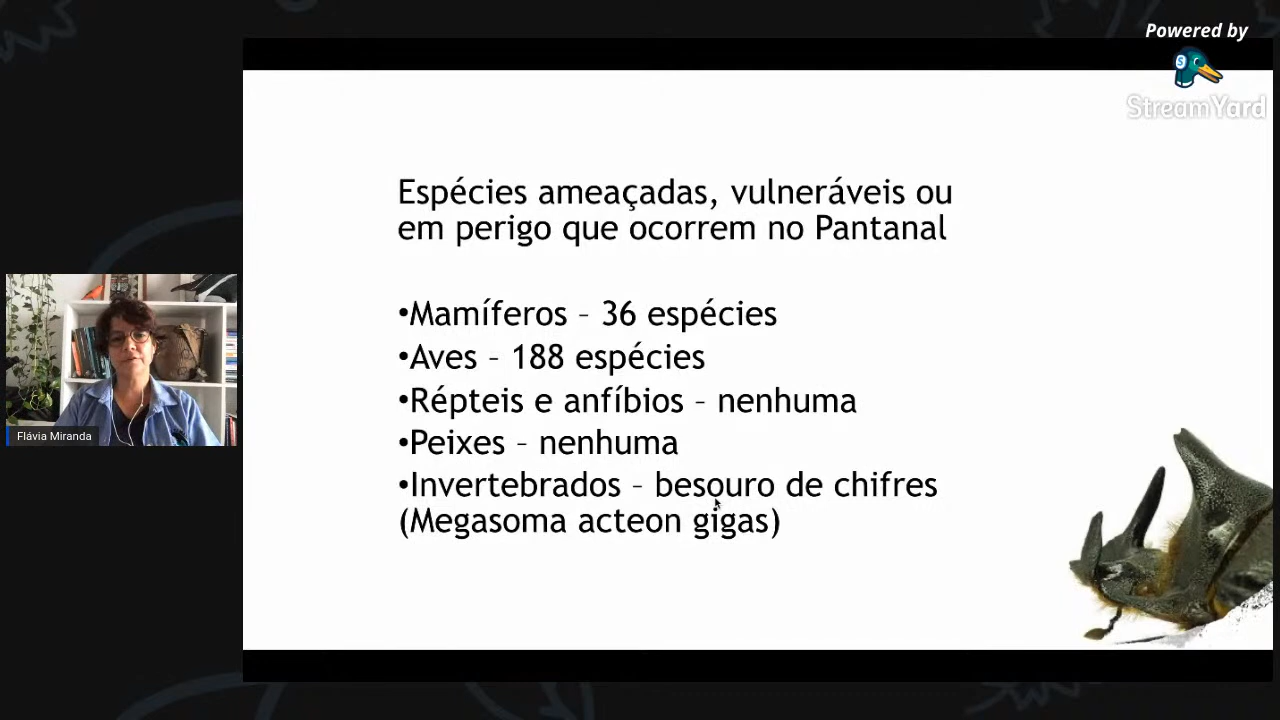 Powered by
StreamYard
Espécies ameaçadas, vulneráveis ou
em perigo que ocorrem no Pantanal
•Mamíferos – 36 espécies
•Aves – 188 espécies
•Répteis e anfíbios – nenhuma
•Peixes – nenhuma
•Invertebrados – besouro de chifres
(Megasoma acteon gigas)
Flávia Miranda